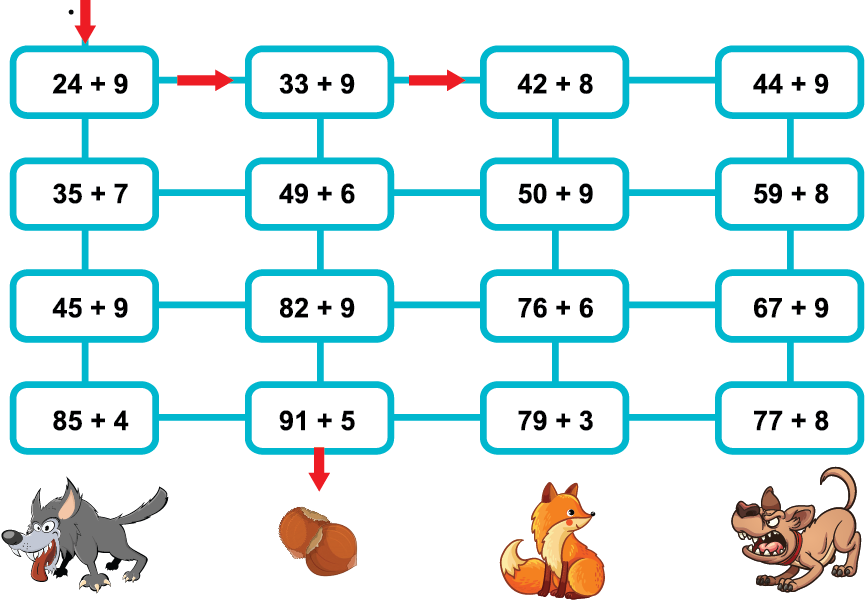 24 + 9 33 + 9 42 + 8 44 + 9
35 + 7 49 + 6 50 + 9 59 + 8
45 + 9 82 + 9 76 + 6 67 + 9
85 + 4 91 + 5 79 + 3 77 + 8